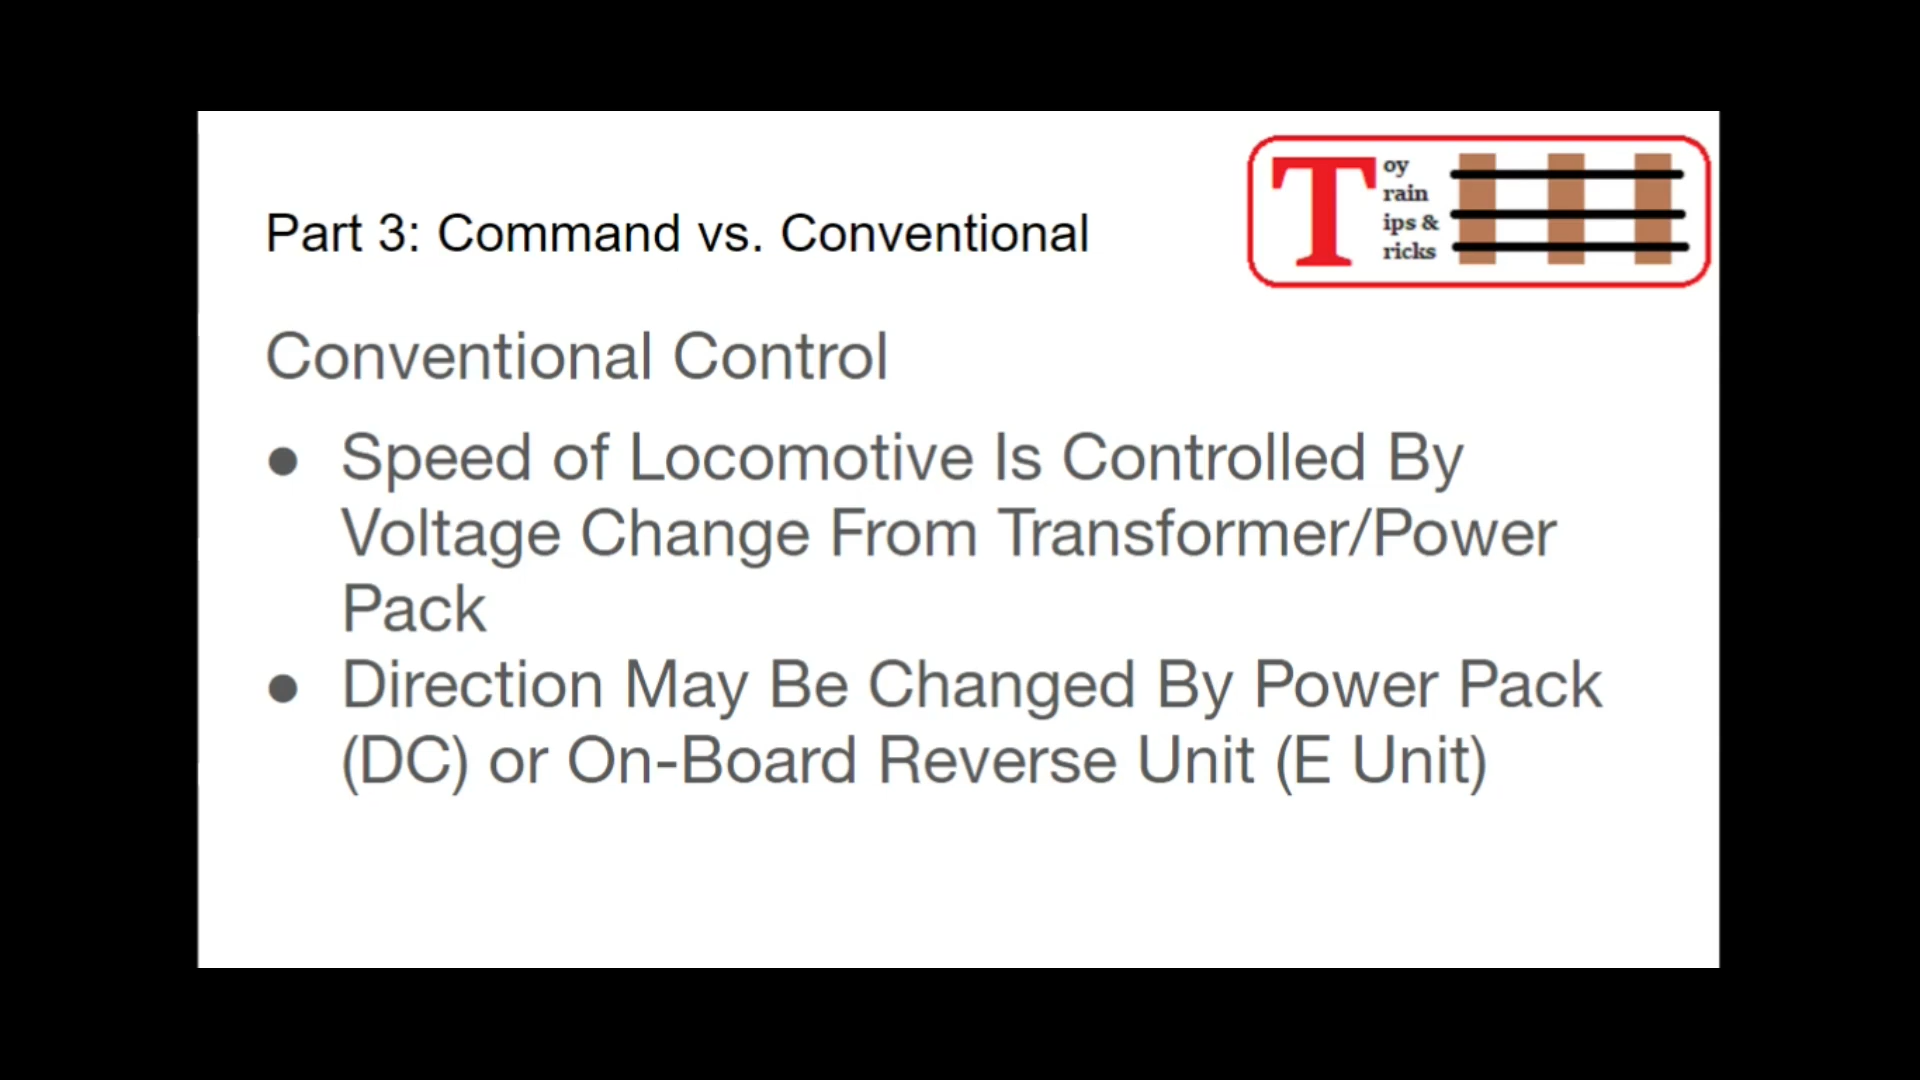 Part 3: Command vs. Conventional
T
oy
rain
ips &
ricks
Conventional Control
● Speed of Locomotive Is Controlled By
Voltage Change From Transformer/Power
Pack
● Direction May Be Changed By Power Pack
(DC) or On-Board Reverse Unit (E Unit)